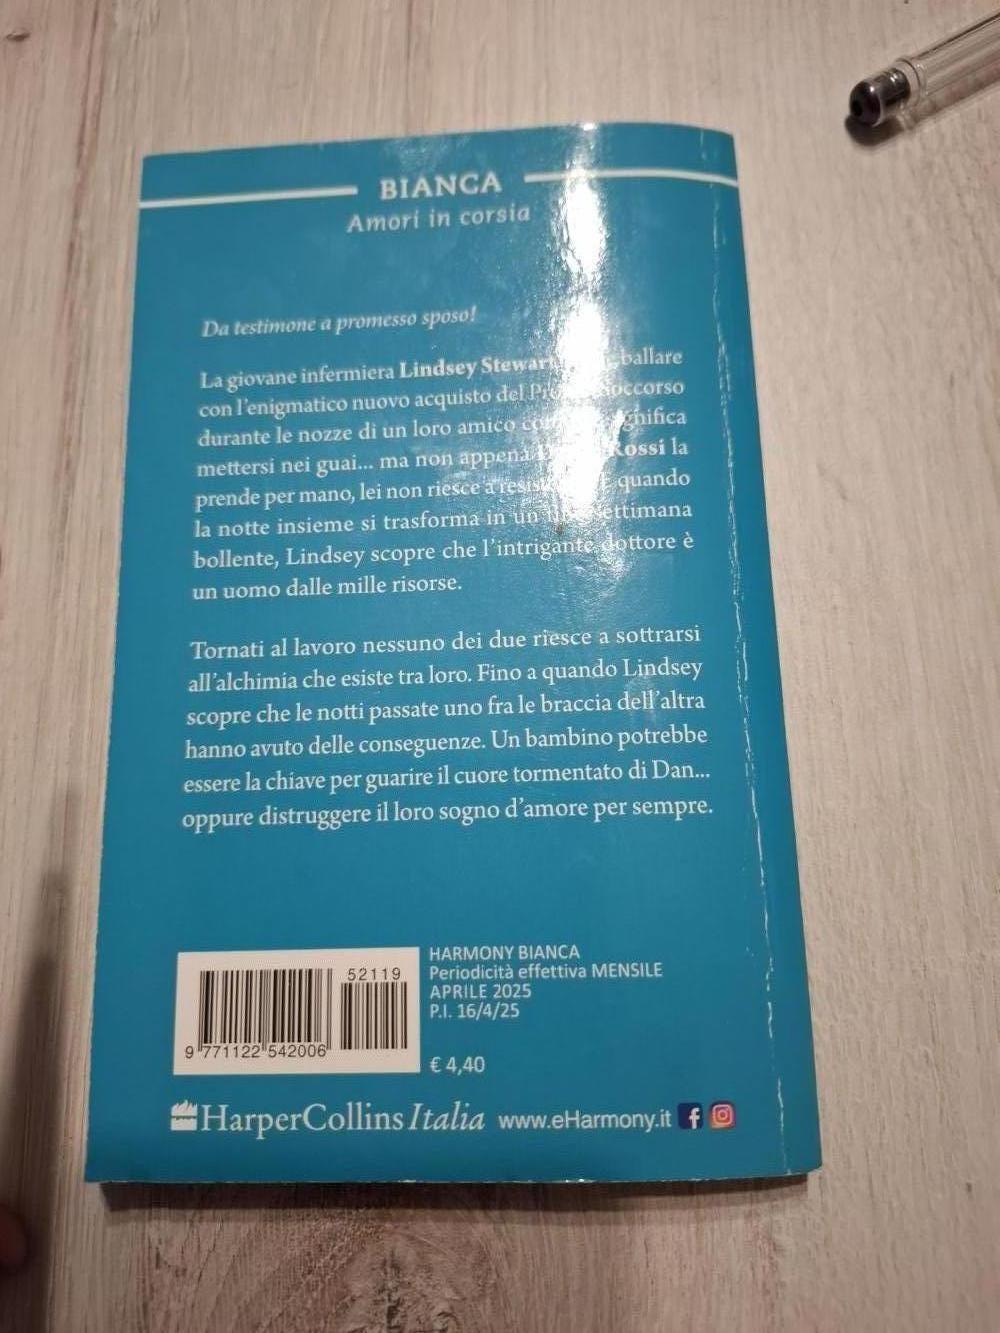 BIANCA
Amori in corsia
Da testimone a promesso sposo!
La giovane infermiera Lindsey Stewart ballare
con l'enigmatico nuovo acquisto del
durante le nozze di un loro amico
mettersi nei guai... ma non appena Rossi la
prende per mano, lei non riesce a quando
la notte insieme si trasforma in un
bollente, Lindsey scopre che l'intrigante dottore è
un uomo dalle mille risorse.
Tornati al lavoro nessuno dei due riesce a sottrarsi
all'alchimia che esiste tra loro. Fino a quando Lindsey
scopre che le notti passate uno fra le braccia dell'altra
hanno avuto delle conseguenze. Un bambino potrebbe
essere la chiave per guarire il cuore tormentato di Dan...
oppure distruggere il loro sogno d'amore per sempre.
52119
9 771122 542006
HARMONY BIANCA
Periodicità effettiva MENSILE
APRILE 2025
P.I. 16/4/25
€ 4,40
HarperCollins Italia www.eHarmony.it